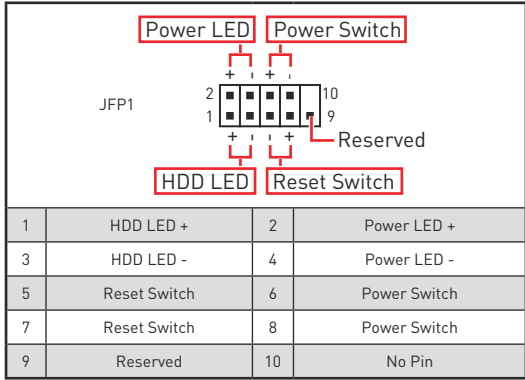 Power LED Power Switch
+ - + -
JFP1
2 10
1 9
+ - - +
Reserved
HDD LED Reset Switch
1 HDD LED + 2 Power LED +
3 HDD LED - 4 Power LED -
5 Reset Switch 6 Power Switch
7 Reset Switch 8 Power Switch
9 Reserved 10 No Pin